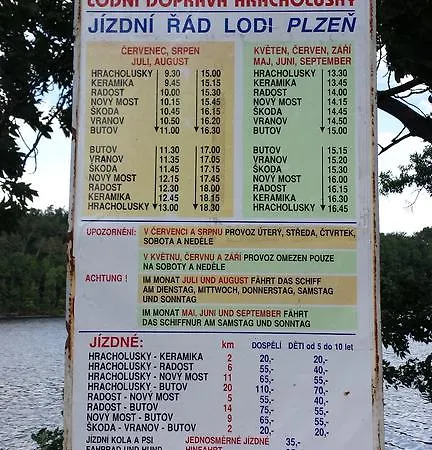 LODNÍ DOPRAVA HRACHOLUSKY
JÍZDNÍ ŘÁD LODI PLZEŇ
ČERVENEC, SRPEN
JULI, AUGUST
HRACHOLUSKY 9.30 15.00
KERAMIKA 9.45 15.15
RADOST 10.00 15.30
NOVÝ MOST 10.15 15.45
ŠKODA 10.45 16.15
VRANOV 10.50 16.20
BUTOV 11.00 16.30
BUTOV 11.30 17.00
VRANOV 11.35 17.05
ŠKODA 11.45 17.15
NOVÝ MOST 12.15 17.45
RADOST 12.30 18.00
KERAMIKA 12.45 18.15
HRACHOLUSKY 13.00 18.30
KVĚTEN, ČERVEN, ZÁŘÍ
MAJ, JUNI, SEPTEMBER
HRACHOLUSKY 13.30
KERAMIKA 13.45
RADOST 14.00
NOVÝ MOST 14.15
ŠKODA 14.45
VRANOV 14.50
BUTOV 15.00
BUTOV 15.15
VRANOV 15.20
ŠKODA 15.30
NOVÝ MOST 16.00
RADOST 16.15
KERAMIKA 16.30
HRACHOLUSKY 16.45
UPOZORNĚNÍ: V ČERVENCI A SRPNU PROVOZ ÚTERÝ, STŘEDA, ČTVRTEK,
SOBOTA A NEDĚLE
V KVĚTNU, ČERVNU A ZÁŘÍ PROVOZ OMEZEN POUZE
NA SOBOTY A NEDĚLE
ACHTUNG ! IM MONAT JULI UND AUGUST FÄHRT DAS SCHIFF
AM DIENSTAG, MITTWOCH, DONNERSTAG, SAMSTAG
UND SONNTAG
IM MONAT MAI, JUNI UND SEPTEMBER FÄHRT
DAS SCHIFFNUR AM SAMSTAG UND SONNTAG
JÍZDNÉ: km DOSPĚLÍ DĚTI od 5 do 10 let
HRACHOLUSKY - KERAMIKA 2 20,- 20,-
HRACHOLUSKY - RADOST 6 55,- 40,-
HRACHOLUSKY - NOVÝ MOST 11 65,- 55,-
HRACHOLUSKY - BUTOV 20 110,- 70,-
RADOST - NOVÝ MOST 5 55,- 40,-
RADOST - BUTOV 14 75,- 55,-
NOVÝ MOST - BUTOV 9 65,- 55,-
ŠKODA - VRANOV - BUTOV 2 20,- 20,-
JÍZDNÍ KOLA A PSI JEDNOSMĚRNÉ JÍZDNÉ 35,-
FAHRRAD UND HUND HINFAHRT